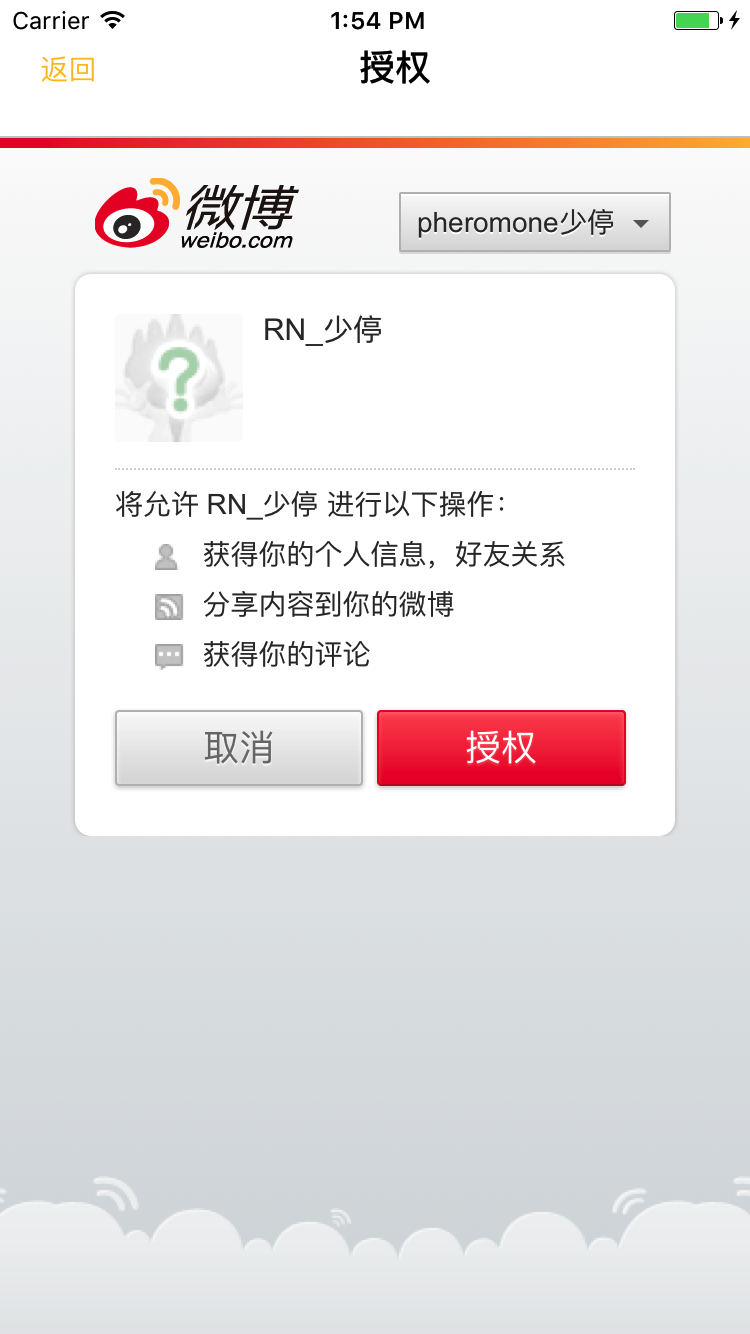 Carrier 1:54 PM
返回 授权
微博
weibo.com
pheromone少停
RN_少停
将允许 RN_少停 进行以下操作：
获得你的个人信息，好友关系
分享内容到你的微博
获得你的评论
取消 授权